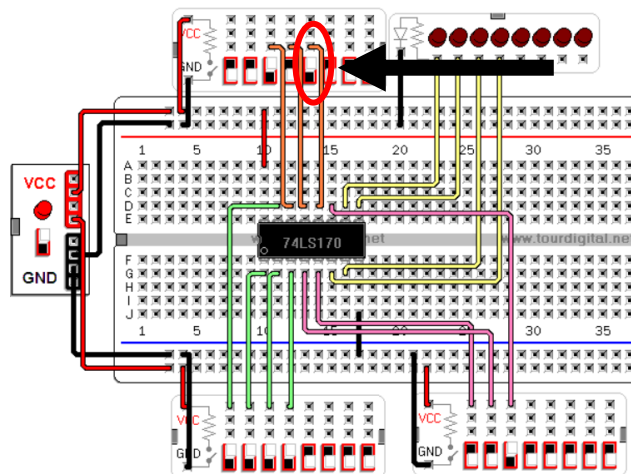 VCC
GND
1 5 10 15 20 25 30 35
A
B
C
D
E
VCC
74LS170
www.tourdigital.net
GND
F
G
H
I
J
1 5 10 15 20 25 30 35
VCC
GND
VCC
GND